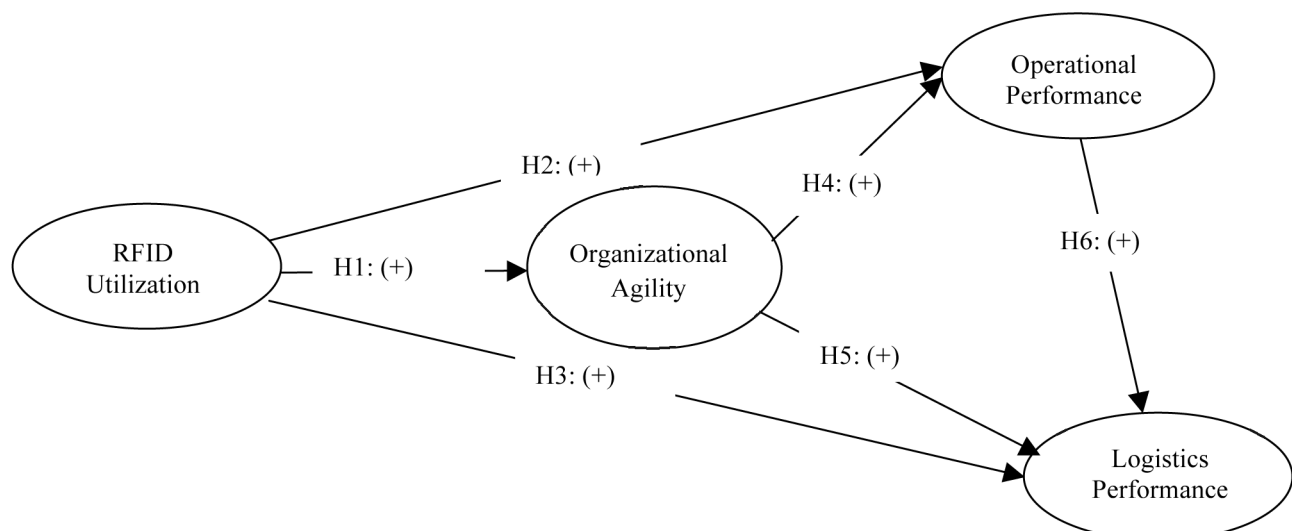 Operational
Performance
H2: (+)
H4: (+)
RFID
Utilization
H1: (+)
Organizational
Agility
H6: (+)
H3: (+)
H5: (+)
Logistics
Performance